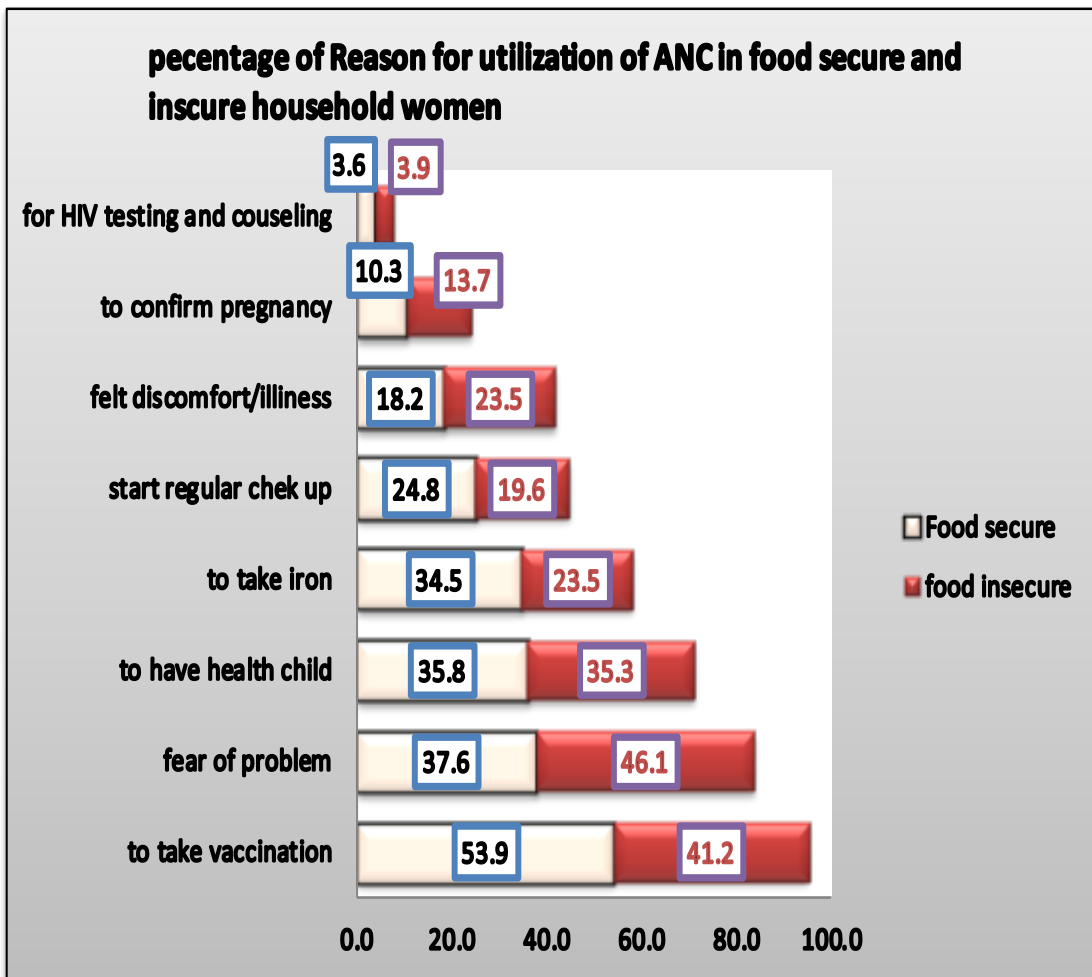 pecentage of Reason for utilization of ANC in food secure and
inscure household women
3.6 3.9
for HIV testing and couseling
10.3 13.7
to confirm pregnancy
felt discomfort/illiness 18.2 23.5
start regular chek up 24.8 19.6
to take iron 34.5 23.5
to have health child 35.8 35.3
fear of problem 37.6 46.1
to take vaccination 53.9 41.2
0.0 20.0 40.0 60.0 80.0 100.0
Food secure
food insecure